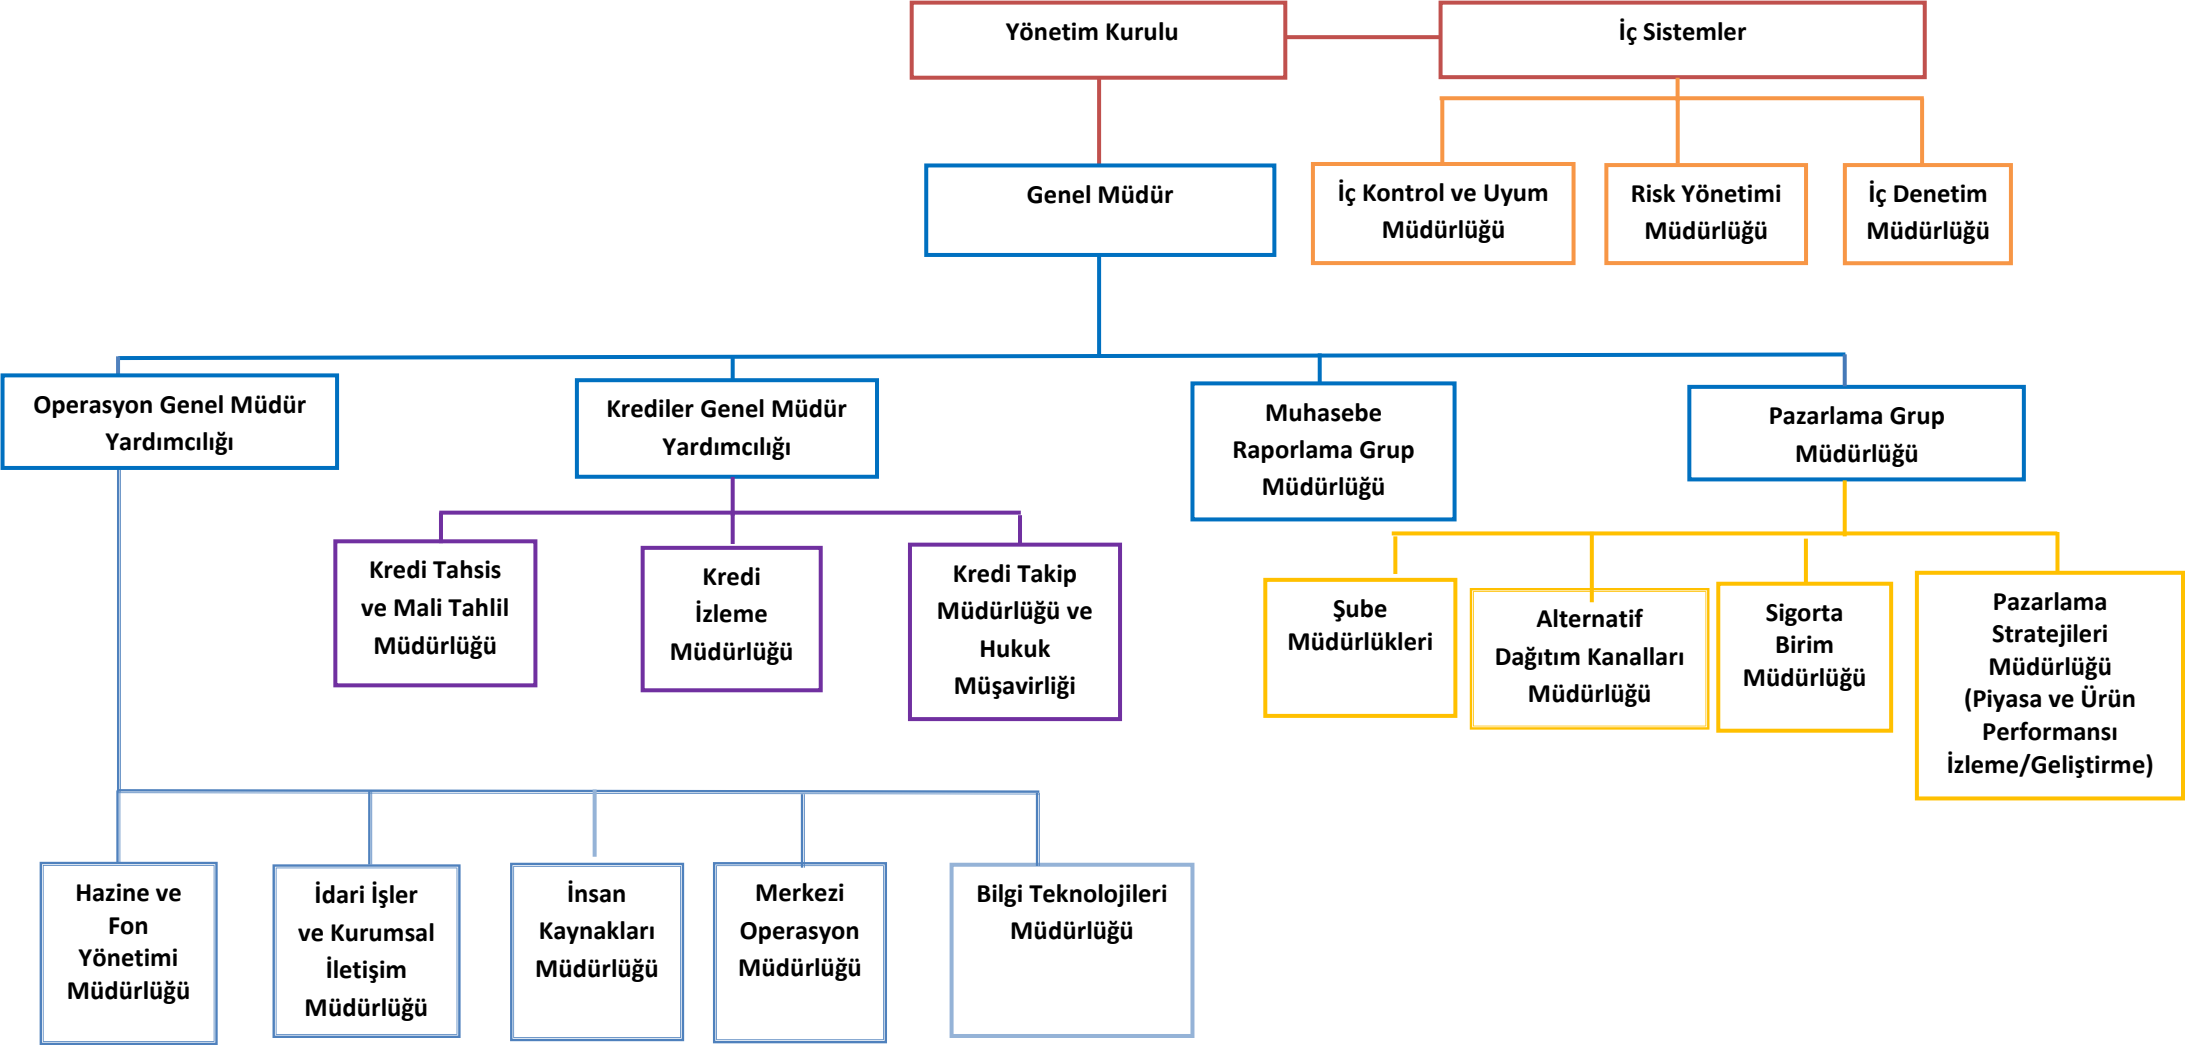 Yönetim Kurulu
İç Sistemler
Genel Müdür
İç Kontrol ve Uyum
Müdürlüğü
Risk Yönetimi
Müdürlüğü
İç Denetim
Müdürlüğü
Operasyon Genel Müdür
Yardımcılığı
Krediler Genel Müdür
Yardımcılığı
Muhasebe
Raporlama Grup
Müdürlüğü
Pazarlama Grup
Müdürlüğü
Kredi Tahsis
ve Mali Tahlil
Müdürlüğü
Kredi
İzleme
Müdürlüğü
Kredi Takip
Müdürlüğü ve
Hukuk
Müşavirliği
Şube
Müdürlükleri
Alternatif
Dağıtım Kanalları
Müdürlüğü
Sigorta
Birim
Müdürlüğü
Pazarlama
Stratejileri
Müdürlüğü
(Piyasa ve Ürün
Performansı
İzleme/Geliştirme)
Hazine ve
Fon
Yönetimi
Müdürlüğü
İdari İşler
ve Kurumsal
İletişim
Müdürlüğü
İnsan
Kaynakları
Müdürlüğü
Merkezi
Operasyon
Müdürlüğü
Bilgi Teknolojileri
Müdürlüğü